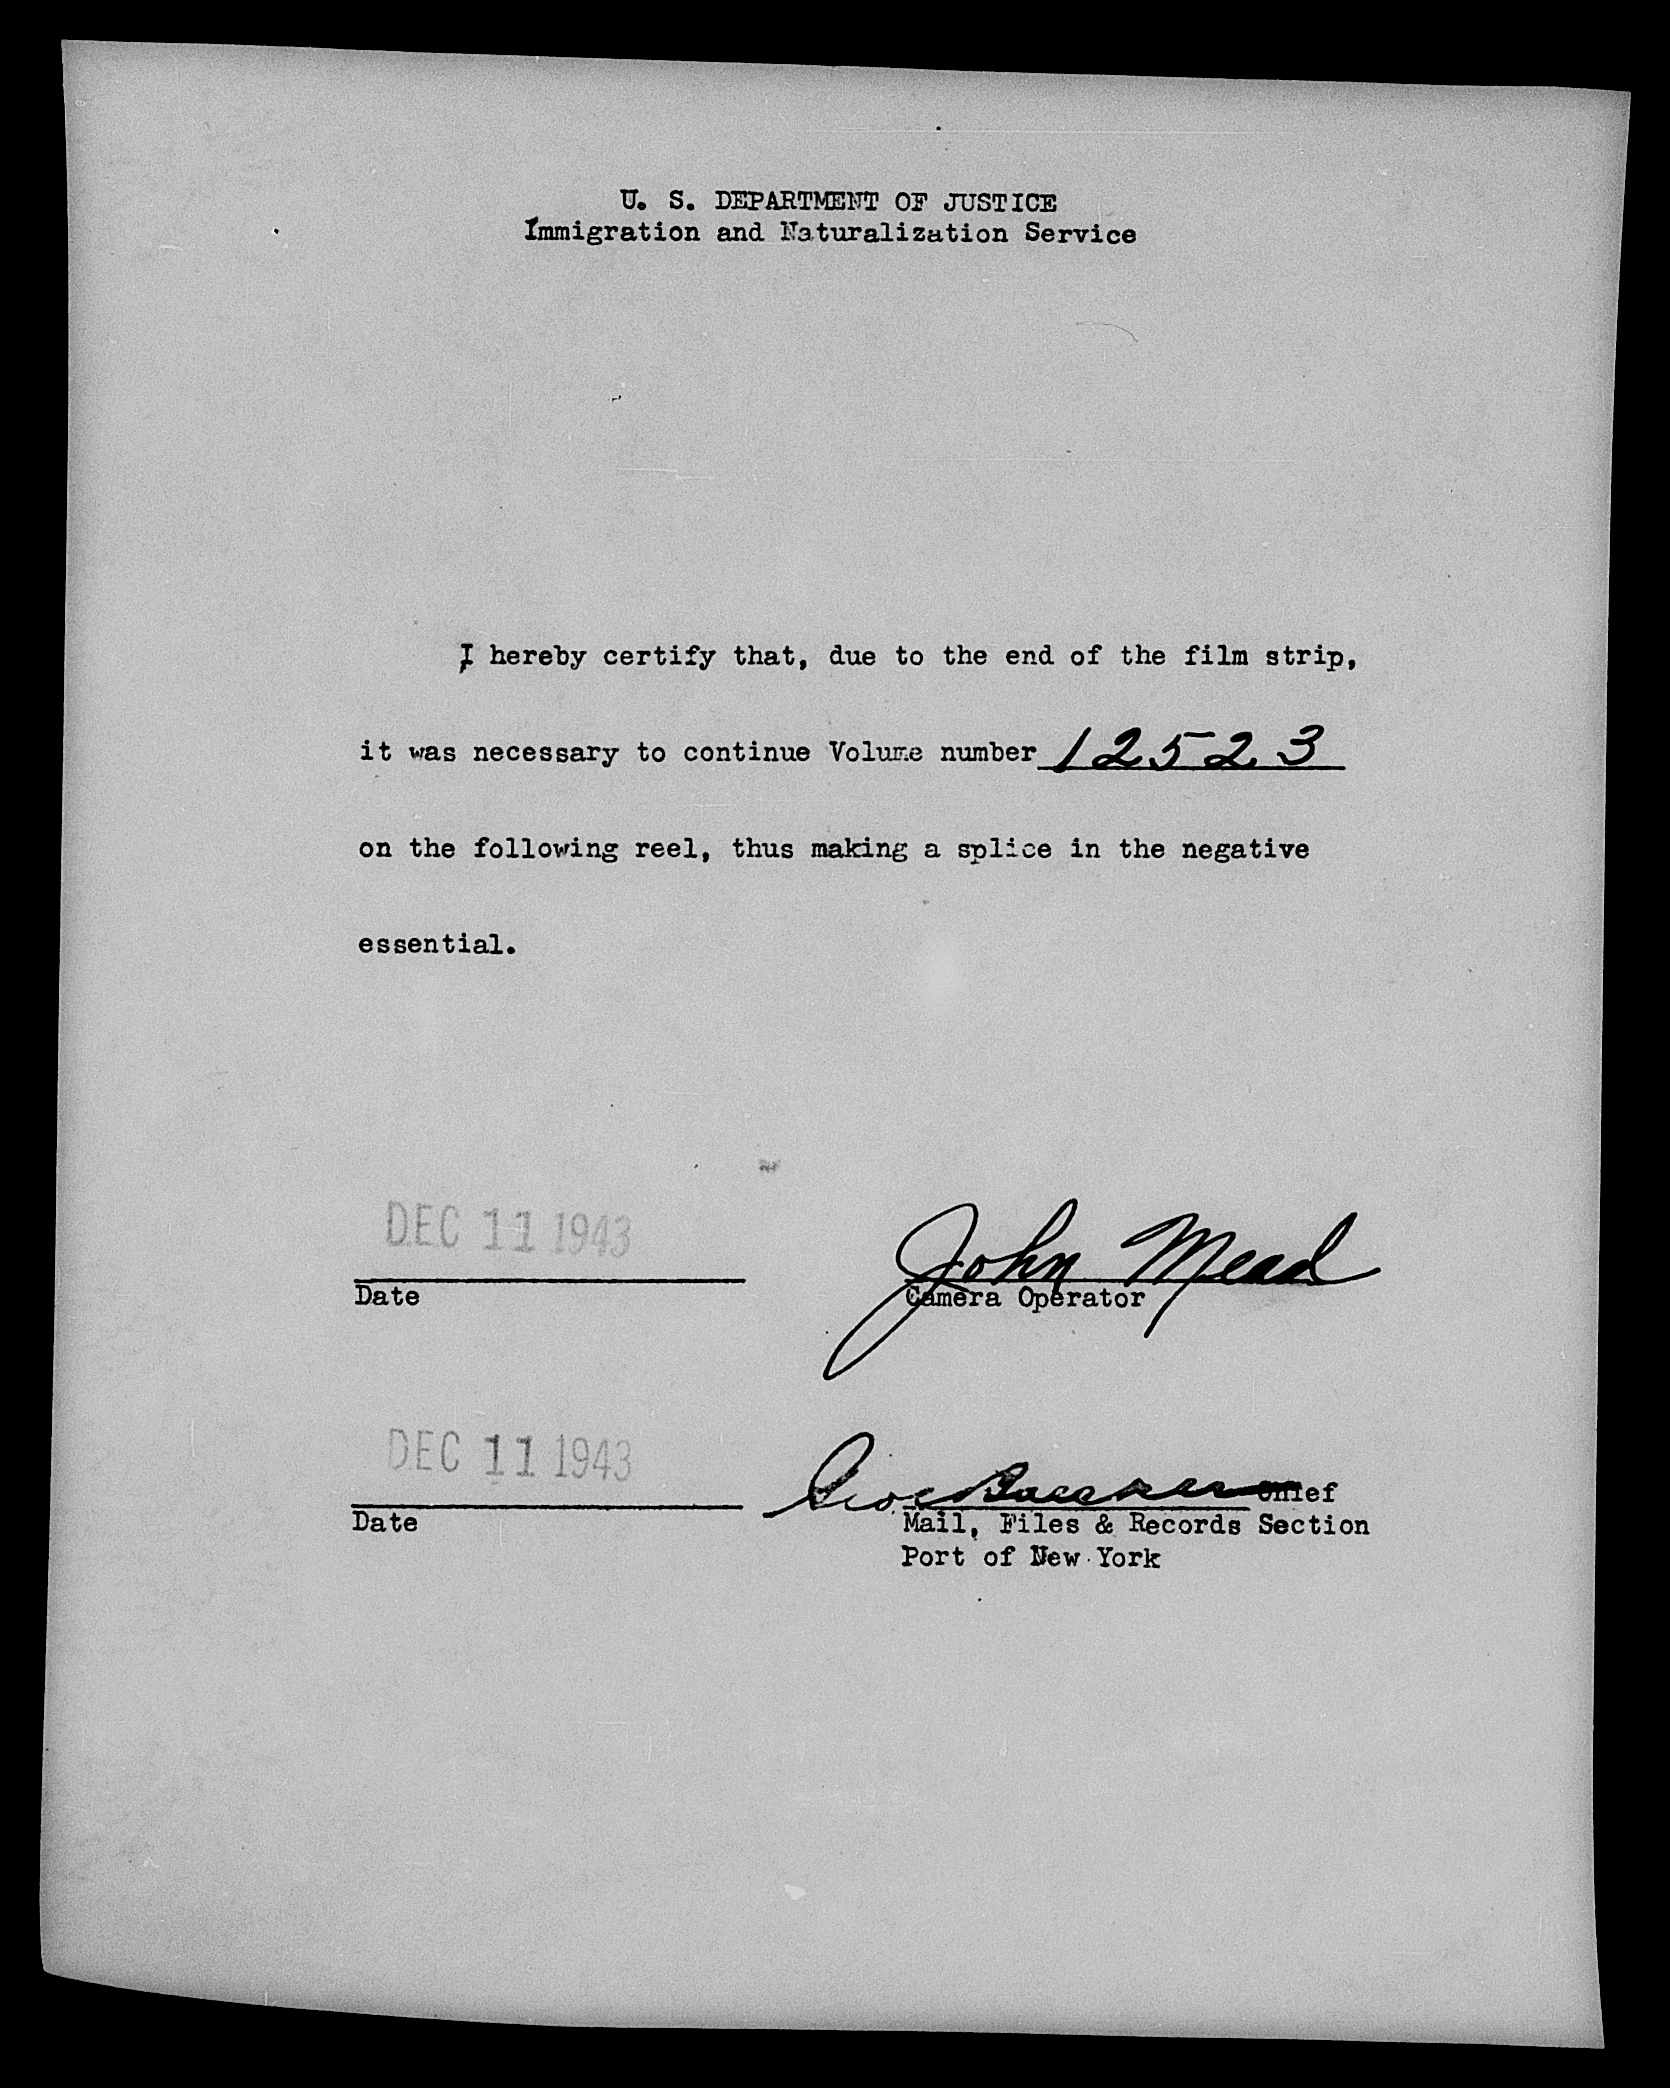 U. S. DEPARTMENT OF JUSTICE
Immigration and Naturalization Service
I hereby certify that, due to the end of the film strip,
it was necessary to continue Volume number 12523
on the following reel, thus making a splice in the negative
essential.
DEC 11 1943
John Mead
Date
Camera Operator
DEC 11 1943
Geo Chief
Date
Mail, Files & Records Section
Port of New York